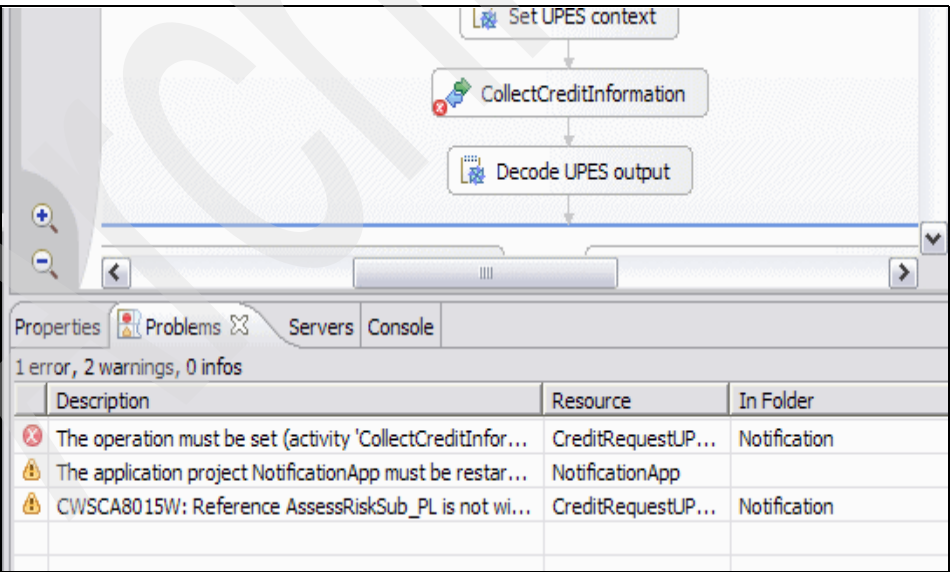 Set UPES context
CollectCreditInformation
Decode UPES output
Properties Problems Servers Console
1 error, 2 warnings, 0 infos
Description Resource In Folder
The operation must be set (activity 'CollectCreditInfor... CreditRequestUP... Notification
The application project NotificationApp must be restar... NotificationApp
CWSCA8015W: Reference AssessRiskSub_PL is not wi... CreditRequestUP... Notification